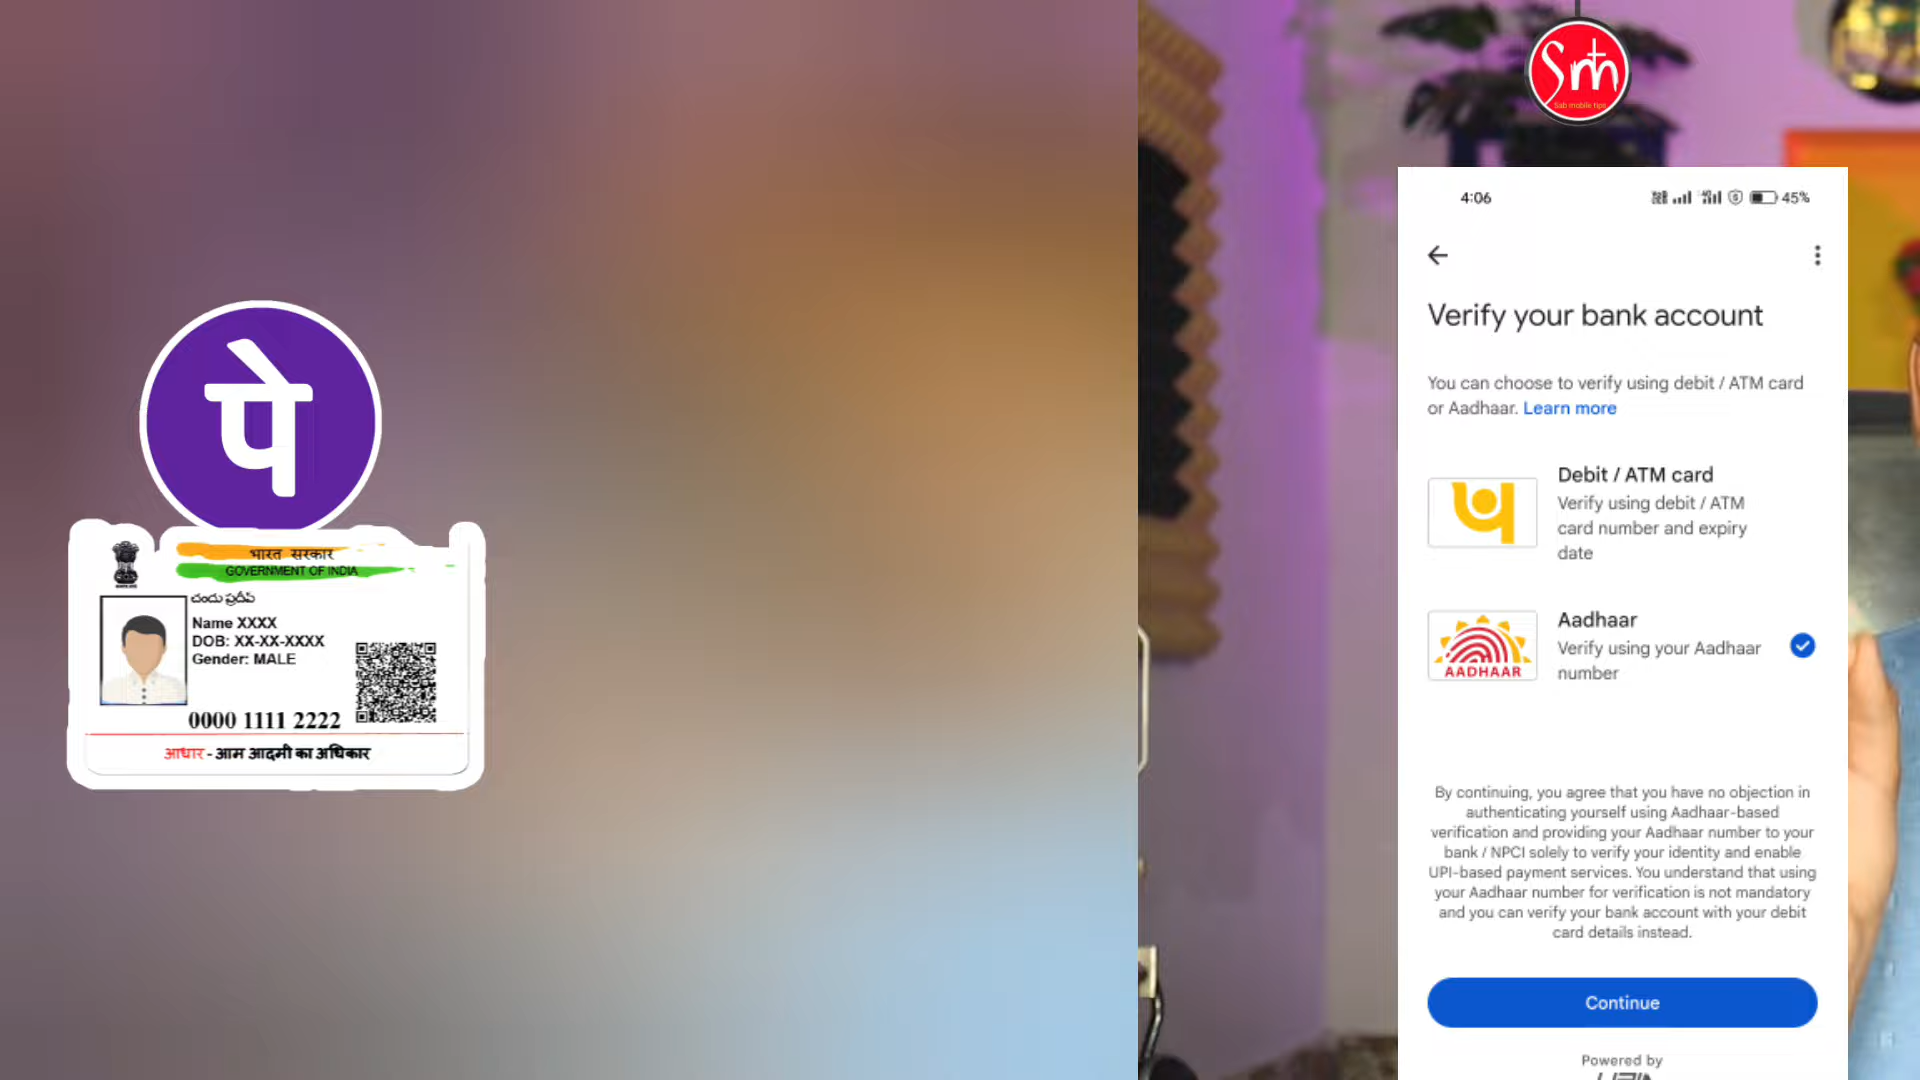 पे
भारत सरकार
GOVERNMENT OF INDIA
చందు ప్రదీప్
Name XXXX
DOB: XX-XX-XXXX
Gender: MALE
0000 1111 2222
आधार - आम आदमी का अधिकार
Sm
Sab mobile tips
4:06
45%
Verify your bank account
You can choose to verify using debit / ATM card
or Aadhaar. Learn more
Debit / ATM card
Verify using debit / ATM
card number and expiry
date
Aadhaar
Verify using your Aadhaar
number
AADHAAR
By continuing, you agree that you have no objection in
authenticating yourself using Aadhaar-based
verification and providing your Aadhaar number to your
bank / NPCI solely to verify your identity and enable
UPI-based payment services. You understand that using
your Aadhaar number for verification is not mandatory
and you can verify your bank account with your debit
card details instead.
Continue
Powered by